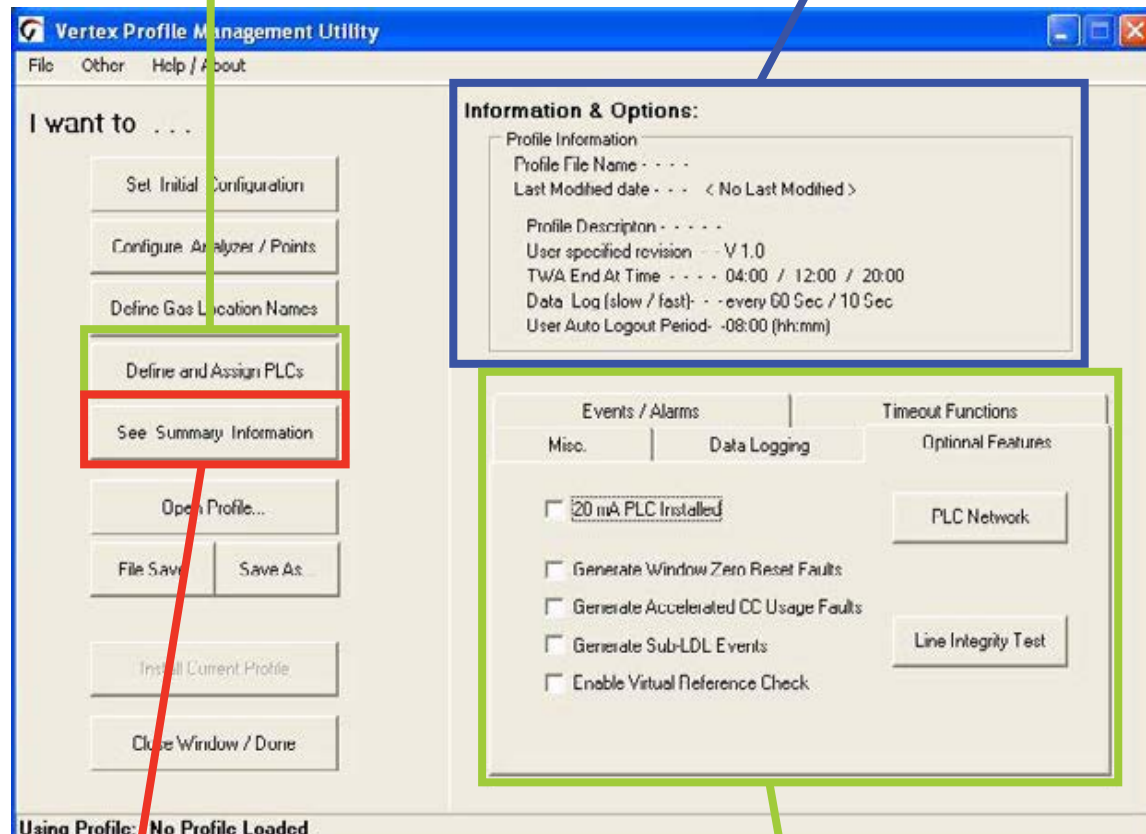 Vertex Profile Management Utility
File Other Help / About
I want to . . .
Set Initial Configuration
Configure Analyzer / Points
Define Gas Location Names
Define and Assign PLCs
See Summary Information
Open Profile...
File Save Save As...
Install Current Profile
Close Window / Done
Information & Options:
Profile Information
Profile File Name - - - -
Last Modified date - - - < No Last Modified >
Profile Descripton - - - - -
User specified revision - - V 1.0
TWA End At Time - - - - 04:00 / 12:00 / 20:00
Data Log (slow / fast)- - - every 60 Sec / 10 Sec
User Auto Logout Period- -08:00 (hh:mm)
Events / Alarms Timeout Functions
Misc. Data Logging Optional Features
20 mA PLC Installed
PLC Network
Generate Window Zero Reset Faults
Generate Accelerated CC Usage Faults
Generate Sub-LDL Events
Line Integrity Test
Enable Virtual Reference Check
Using Profile: No Profile Loaded